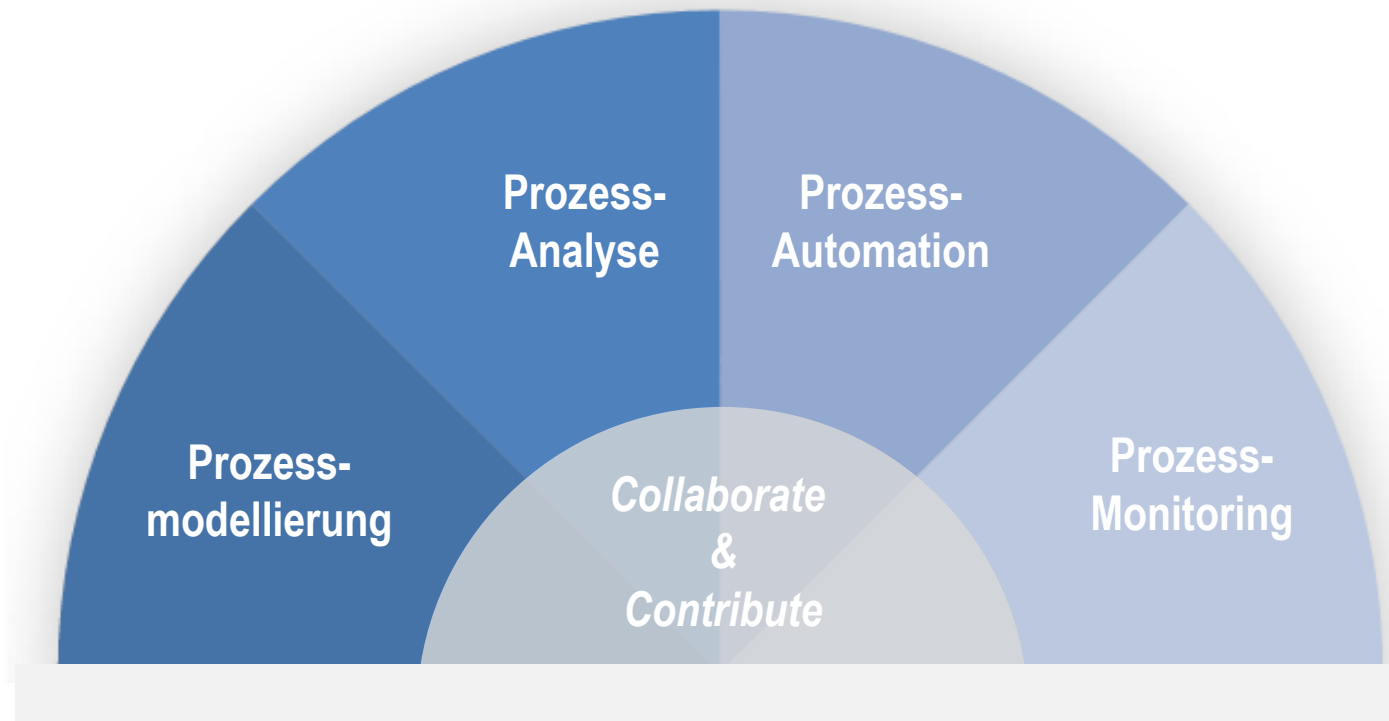 Prozess-
Analyse
Prozess-
Automation
Prozess-
modellierung
Prozess-
Monitoring
Collaborate
&
Contribute